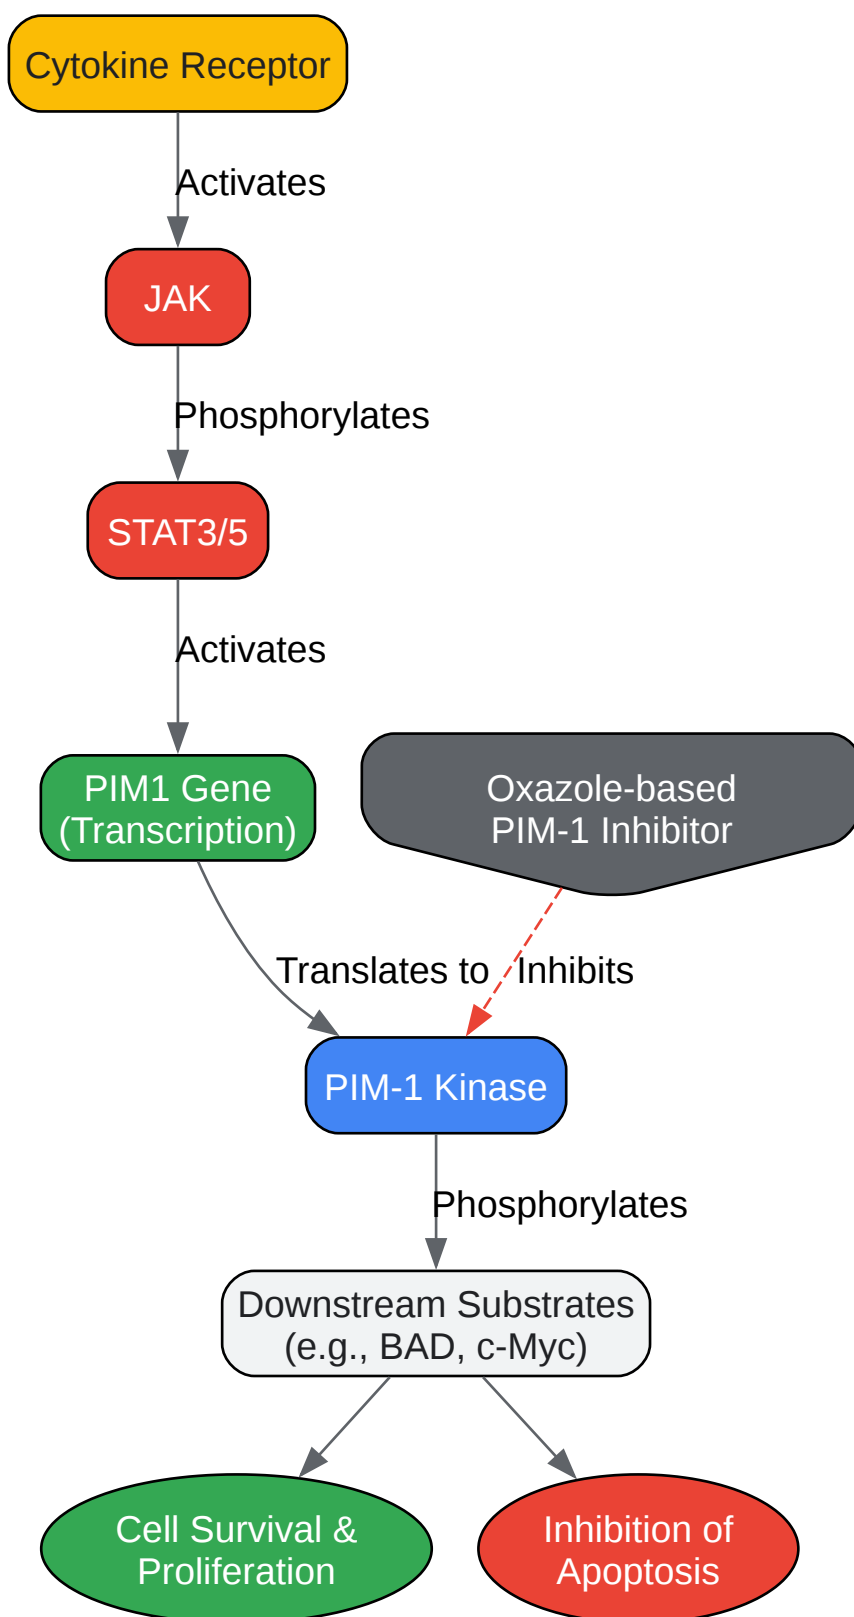 Cytokine Receptor
Activates
JAK
Phosphorylates
STAT3/5
Activates
PIM1 Gene
(Transcription)
Oxazole-based
PIM-1 Inhibitor
Translates to
Inhibits
PIM-1 Kinase
Phosphorylates
Downstream Substrates
(e.g., BAD, c-Myc)
Cell Survival &
Proliferation
Inhibition of
Apoptosis